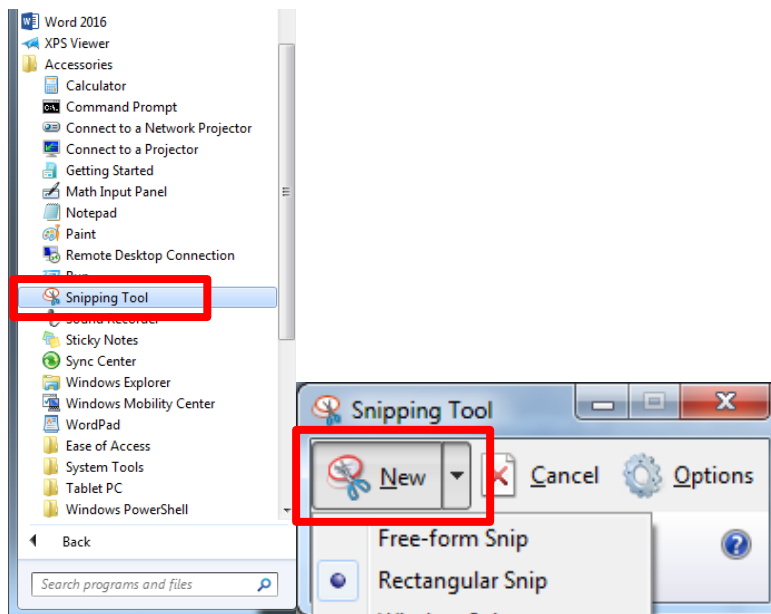 Word 2016
XPS Viewer
Accessories
Calculator
Command Prompt
Connect to a Network Projector
Connect to a Projector
Getting Started
Math Input Panel
Notepad
Paint
Remote Desktop Connection
Snipping Tool
Sound Recorder
Sticky Notes
Sync Center
Windows Explorer
Windows Mobility Center
WordPad
Ease of Access
System Tools
Tablet PC
Windows PowerShell
Back
Search programs and files
Snipping Tool
New Cancel Options
Free-form Snip
Rectangular Snip